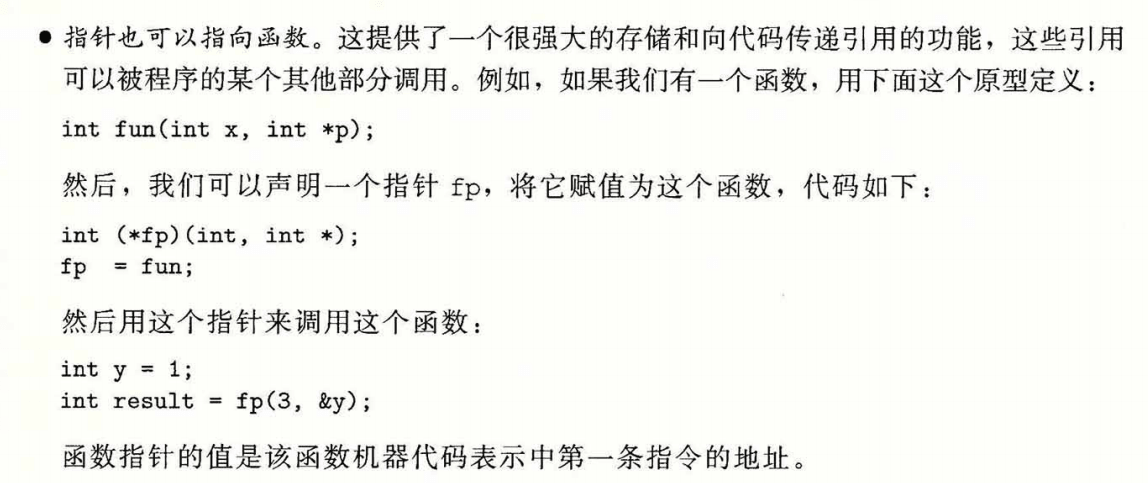 ● 指针也可以指向函数。这提供了一个很强大的存储和向代码传递引用的功能，这些引用
可以被程序的某个其他部分调用。例如，如果我们有一个函数，用下面这个原型定义：
int fun(int x, int *p);
然后，我们可以声明一个指针 fp，将它赋值为这个函数，代码如下：
int (*fp)(int, int *);
fp  = fun;
然后用这个指针来调用这个函数：
int y = 1;
int result = fp(3, &y);
函数指针的值是该函数机器代码表示中第一条指令的地址。